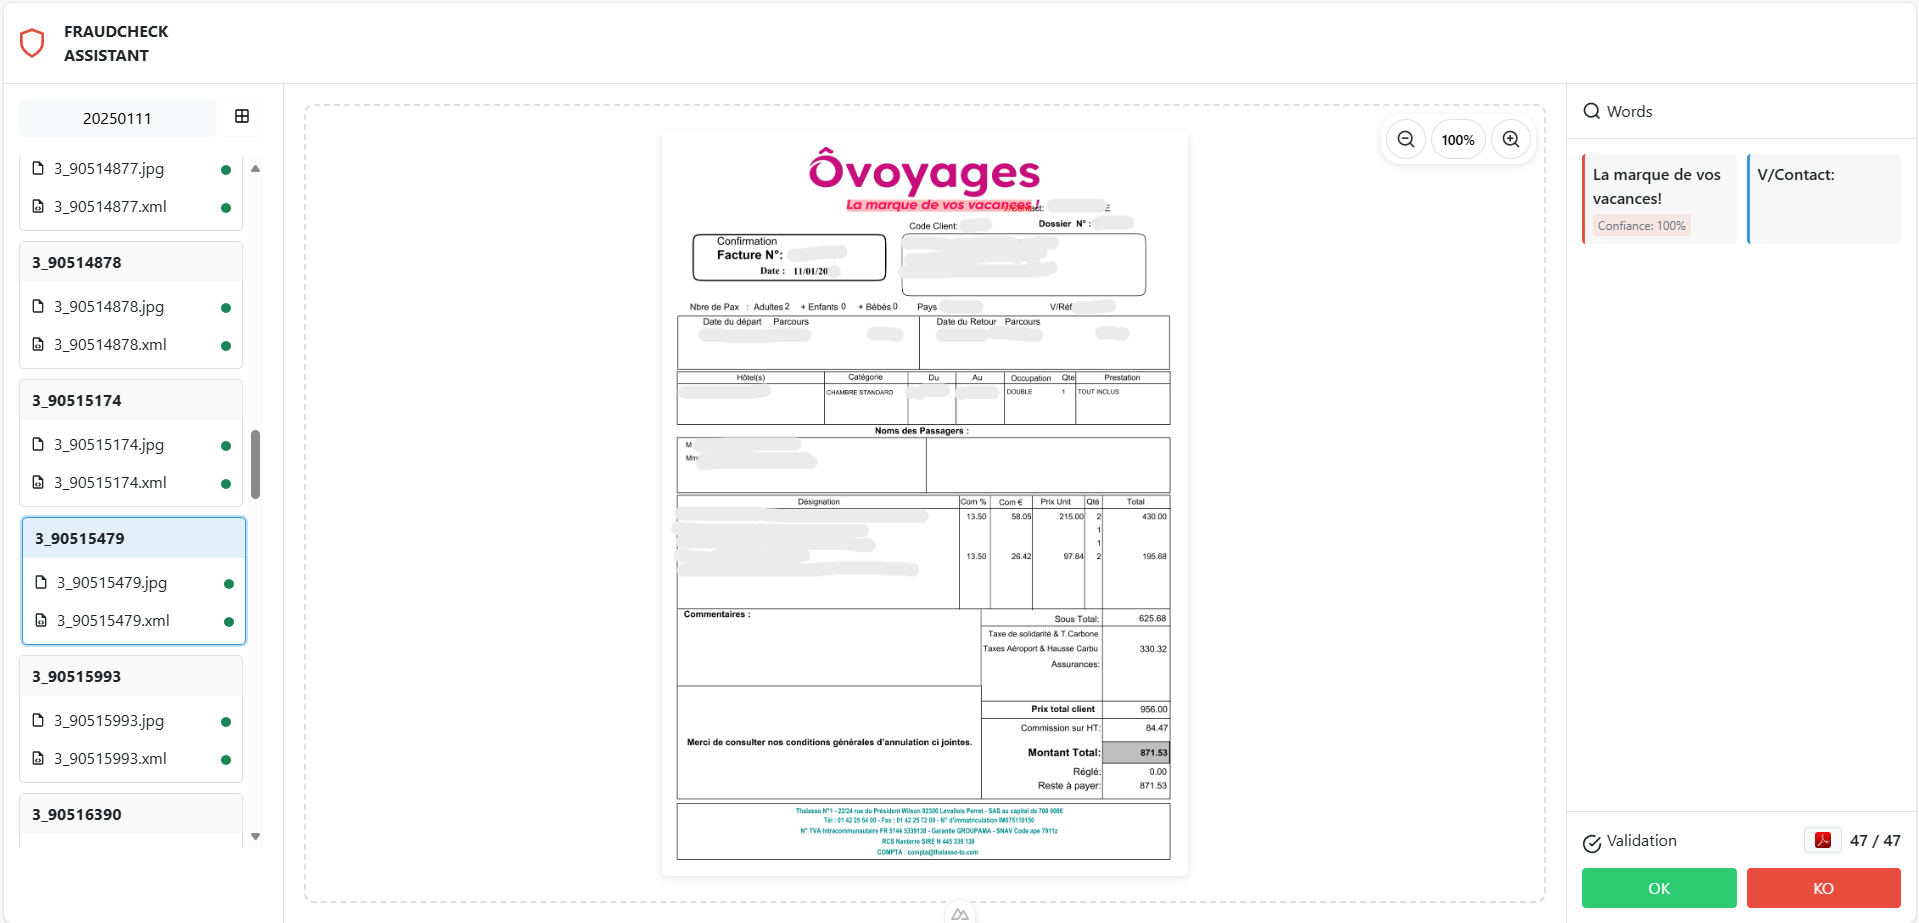 FRAUDCHECK
ASSISTANT
20250111
3_90514877.jpg
3_90514877.xml
3_90514878
3_90514878.jpg
3_90514878.xml
3_90515174
3_90515174.jpg
3_90515174.xml
3_90515479
3_90515479.jpg
3_90515479.xml
3_90515993
3_90515993.jpg
3_90515993.xml
3_90516390
100%
Ôvoyages
La marque de vos vacances !
Code Client:
Dossier N° :
Confirmation
Facture N°:
Date : 11/01/20
Nbre de Pax : Adultes 2 + Enfants 0 + Bébés 0 Pays V/Réf
Date du départ Parcours Date du Retour Parcours
Hôtel(s) Catégorie Du Au Occupation Qte Prestation
CHAMBRE STANDARD DOUBLE 1 TOUT INCLUS
Noms des Passagers :
M
Mm
Désignation Com % Com € Prix Unit Qté Total
13.50 58.05 215.00 2 430.00
1
1
13.50 26.42 97.84 2 195.68
Commentaires :
Sous Total: 625.68
Taxe de solidarité & T.Carbone
Taxes Aéroport & Hausse Carbu 330.32
Assurances:
Prix total client 956.00
Commission sur HT: 84.47
Merci de consulter nos conditions générales d'annulation ci jointes.
Montant Total: 871.53
Réglé: 0.00
Reste à payer: 871.53
Thalasso N°1 - 22/24 rue du Président Wilson 92300 Levallois Perret - SAS au capital de 760 000€
Tél : 01 42 25 54 00 - Fax : 01 42 25 72 09 - N° d'immatriculation IM075110150
N° TVA Intracommunautaire FR 5144 5339138 - Garantie GROUPAMA - SNAV Code ape 7911z
RCS Nanterre SIRE N 445 339 138
COMPTA : compta@thalasso-to.com
Words
La marque de vos
vacances!
Confiance: 100%
V/Contact:
Validation
47 / 47
OK
KO